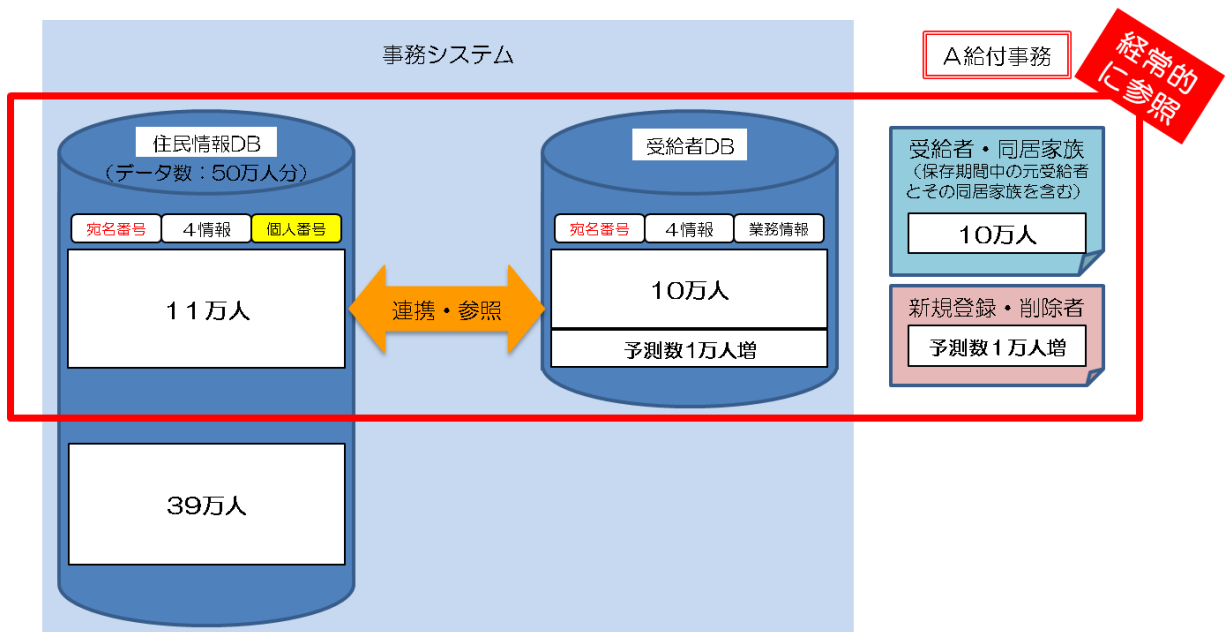 事務システム
A給付事務
経常的
に参照
住民情報DB
（データ数：50万人分）
宛名番号
４情報
個人番号
１１万人
39万人
連携・参照
受給者DB
宛名番号
４情報
業務情報
１０万人
予測数1万人増
受給者・同居家族
（保存期間中の元受給者
とその同居家族を含む）
１０万人
新規登録・削除者
予測数１万人増